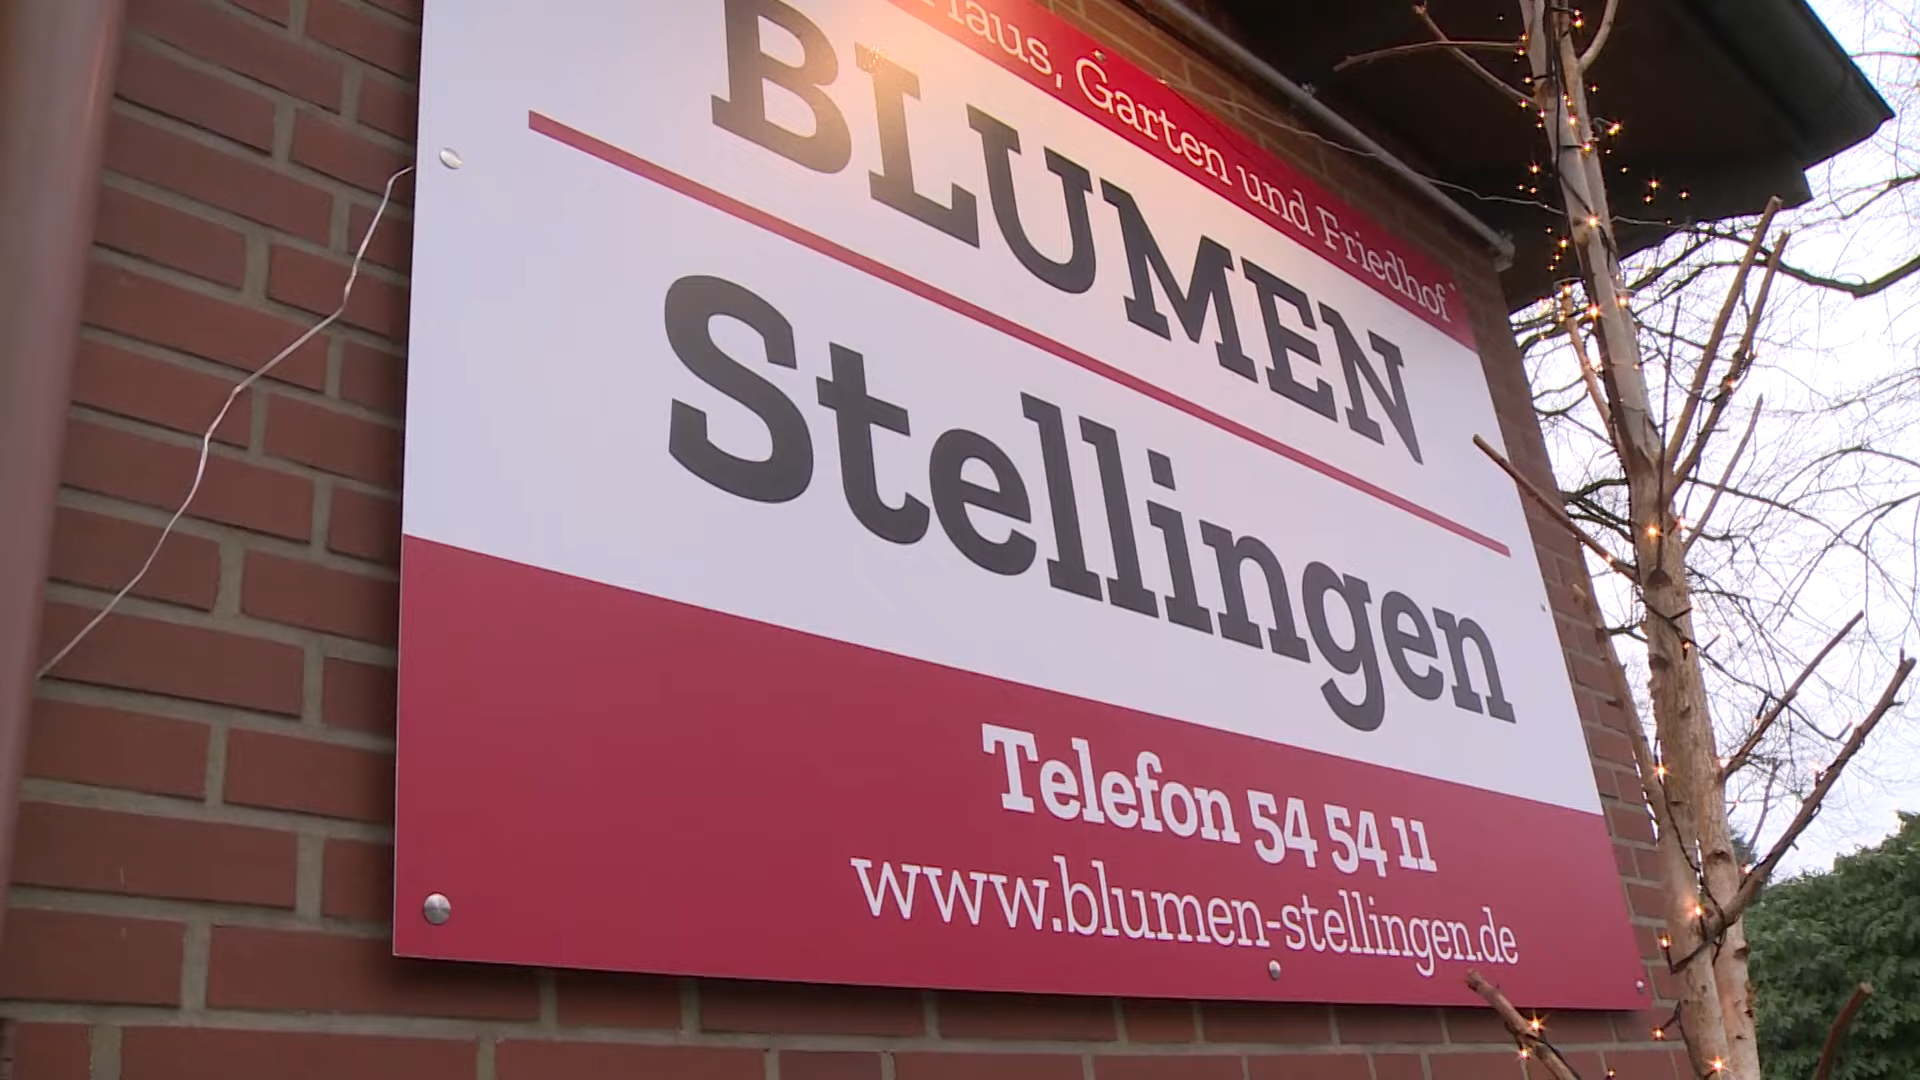 Haus, Garten und Friedhof
BLUMEN
Stellingen
Telefon 54 54 11
www.blumen-stellingen.de